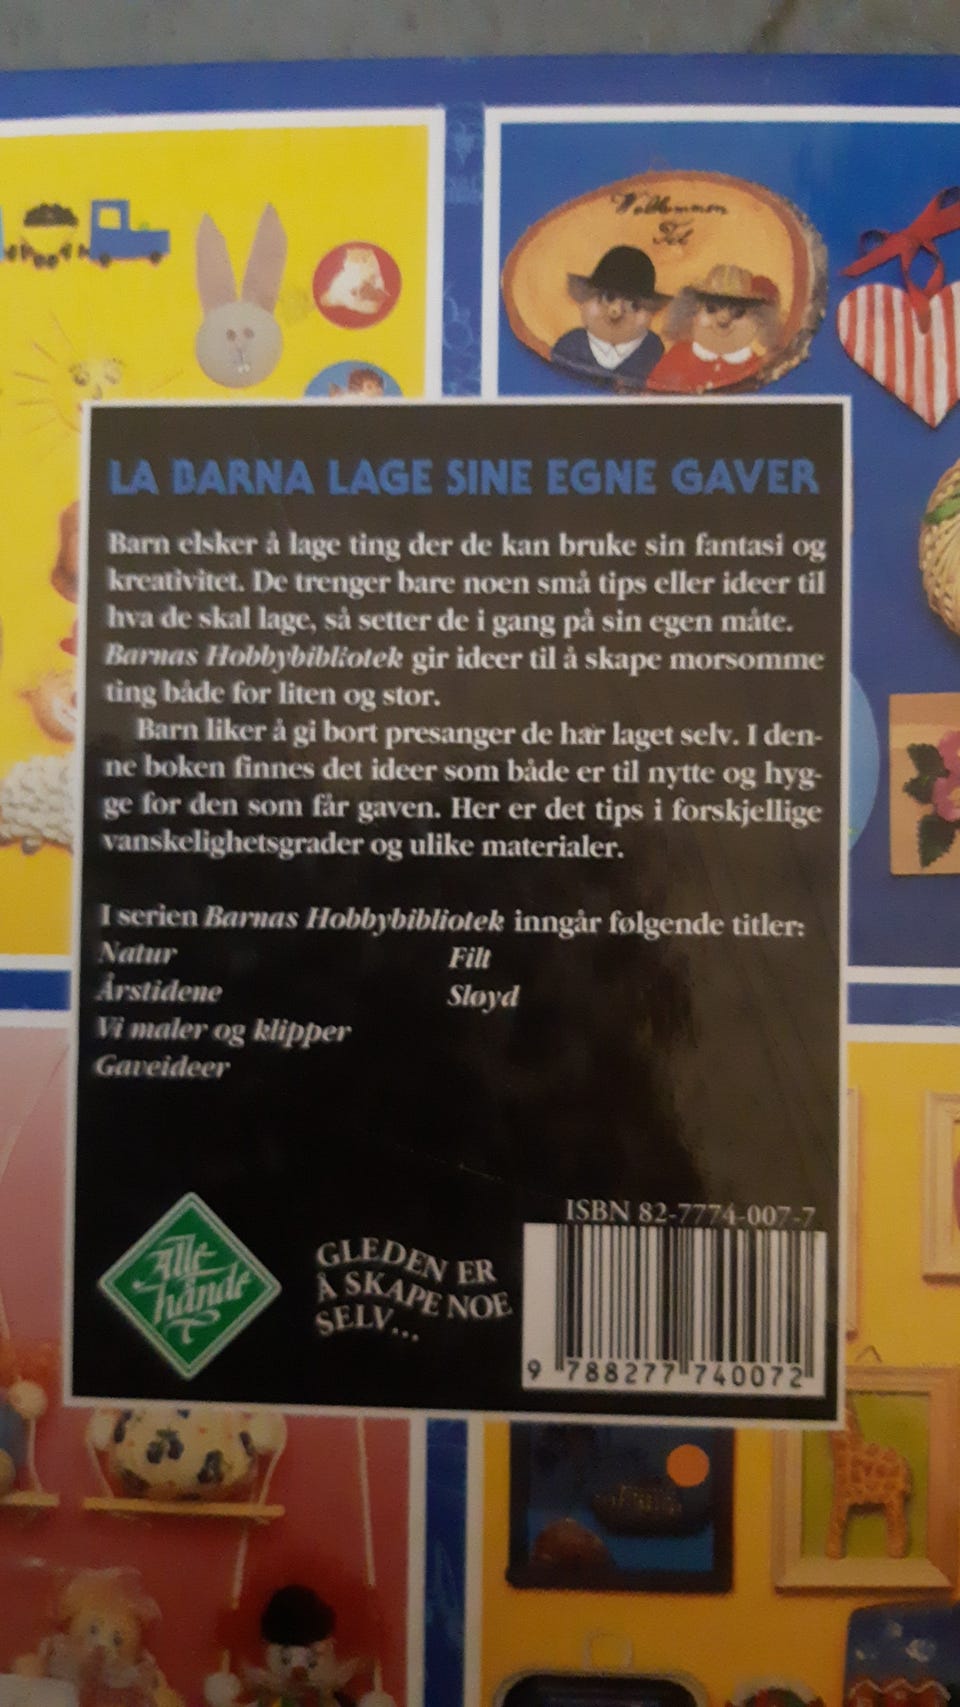 Velkommen
Til
LA BARNA LAGE SINE EGNE GAVER
Barn elsker å lage ting der de kan bruke sin fantasi og
kreativitet. De trenger bare noen små tips eller ideer til
hva de skal lage, så setter de i gang på sin egen måte.
Barnas Hobbybibliotek gir ideer til å skape morsomme
ting både for liten og stor.
Barn liker å gi bort presanger de har laget selv. I den-
ne boken finnes det ideer som både er til nytte og hyg-
ge for den som får gaven. Her er det tips i forskjellige
vanskelighetsgrader og ulike materialer.
I serien Barnas Hobbybibliotek inngår følgende titler:
Natur Filt
Årstidene Sløyd
Vi maler og klipper
Gaveideer
Alle
hånde
GLEDEN ER
Å SKAPE NOE
SELV...
ISBN 82-7774-007-7
9 788277 740072